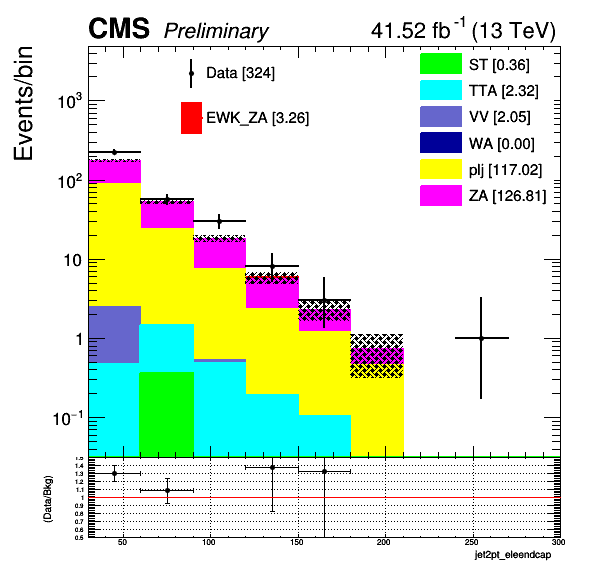 CMS Preliminary 41.52 fb⁻¹ (13 TeV)
Events/bin
Data [324]
EWK_ZA [3.26]
ST [0.36]
TTA [2.32]
VV [2.05]
WA [0.00]
plj [117.02]
ZA [126.81]
10³
10²
10
1
10⁻¹
(Data/Bkg)
1.5
1.4
1.3
1.2
1.1
1
0.9
0.8
0.7
0.6
0.5
50 100 150 200 250 300
jet2pt_eleendcap